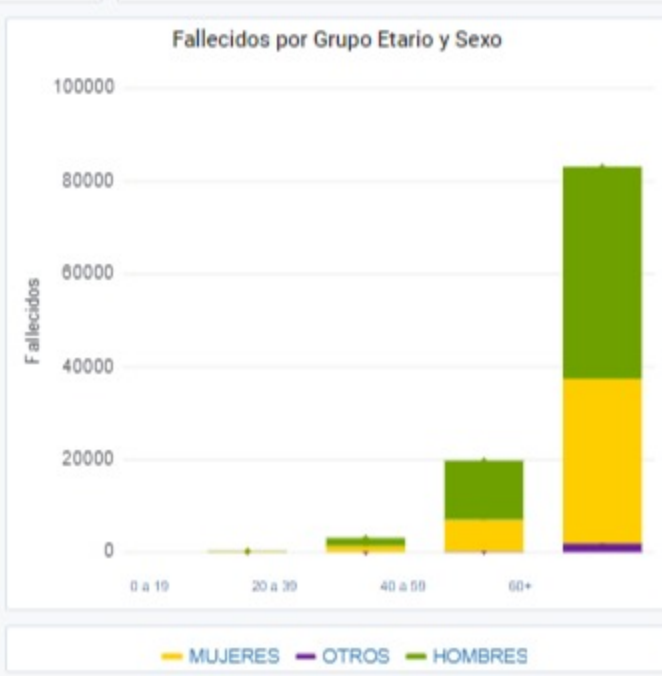 Fallecidos por Grupo Etario y Sexo
100000
80000
60000
40000
20000
0
Fallecidos
0 a 19 20 a 39 40 a 59 60+
MUJERES OTROS HOMBRES